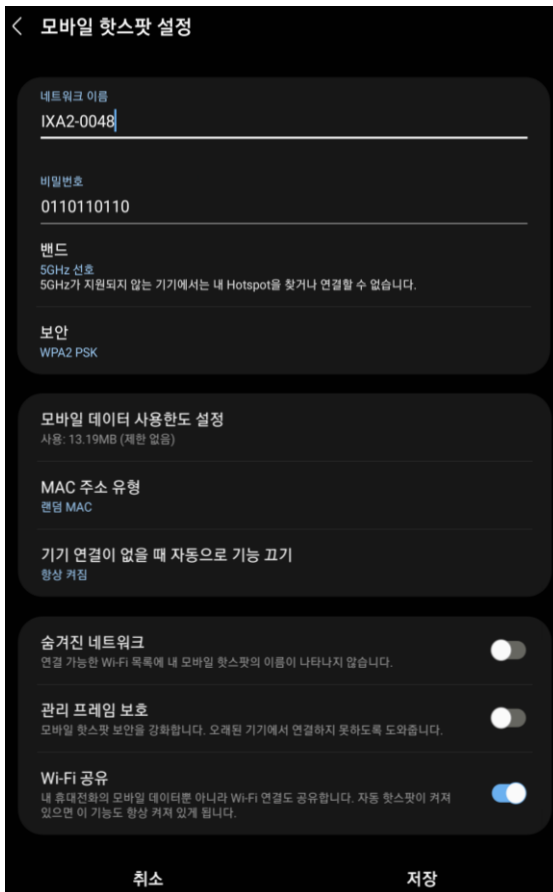 모바일 핫스팟 설정
네트워크 이름
IXA2-0048
비밀번호
0110110110
밴드
5GHz 선호
5GHz가 지원되지 않는 기기에서는 내 Hotspot을 찾거나 연결할 수 없습니다.
보안
WPA2 PSK
모바일 데이터 사용한도 설정
사용: 13.19MB (제한 없음)
MAC 주소 유형
랜덤 MAC
기기 연결이 없을 때 자동으로 기능 끄기
항상 켜짐
숨겨진 네트워크
연결 가능한 Wi-Fi 목록에 내 모바일 핫스팟의 이름이 나타나지 않습니다.
관리 프레임 보호
모바일 핫스팟 보안을 강화합니다. 오래된 기기에서 연결하지 못하도록 도와줍니다.
Wi-Fi 공유
내 휴대전화의 모바일 데이터뿐 아니라 Wi-Fi 연결도 공유합니다. 자동 핫스팟이 켜져
있으면 이 기능도 항상 켜져 있게 됩니다.
취소 저장